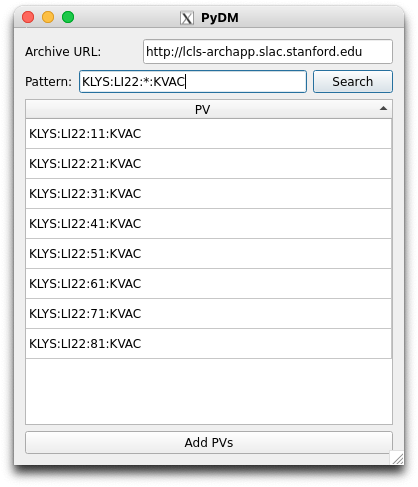 PyDM
Archive URL: http://lcls-archapp.slac.stanford.edu
Pattern: KLYS:LI22:*:KVAC Search
PV
KLYS:LI22:11:KVAC
KLYS:LI22:21:KVAC
KLYS:LI22:31:KVAC
KLYS:LI22:41:KVAC
KLYS:LI22:51:KVAC
KLYS:LI22:61:KVAC
KLYS:LI22:71:KVAC
KLYS:LI22:81:KVAC
Add PVs